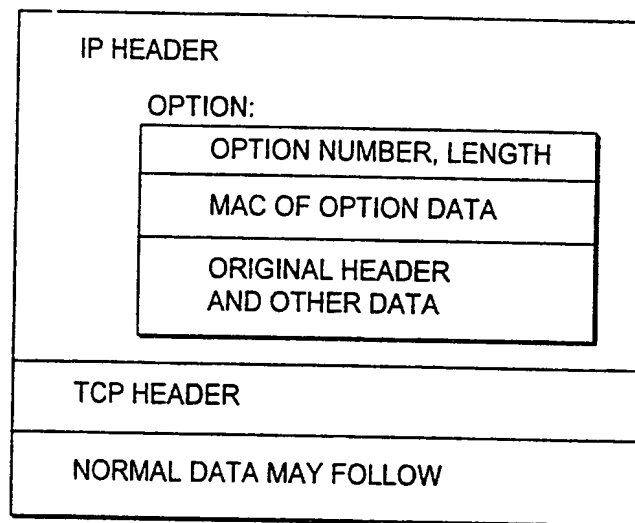 IP HEADER
OPTION:
OPTION NUMBER, LENGTH
MAC OF OPTION DATA
ORIGINAL HEADER
AND OTHER DATA
TCP HEADER
NORMAL DATA MAY FOLLOW